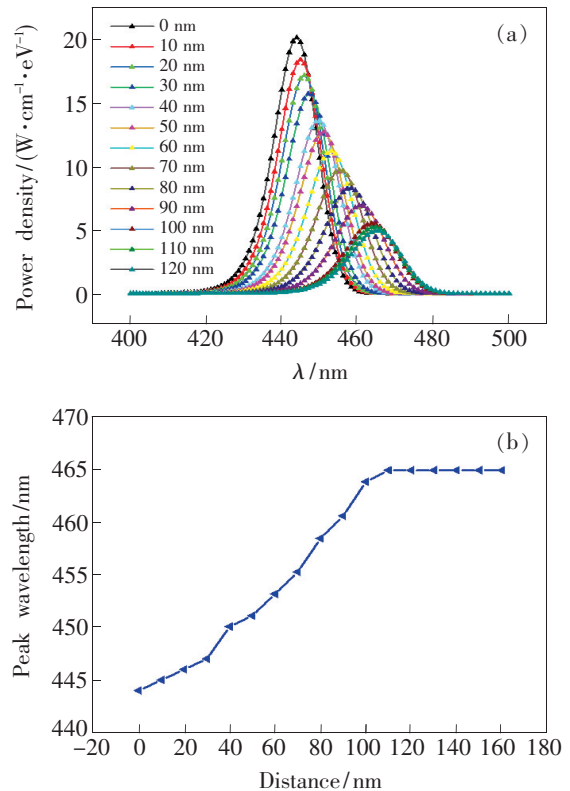 (a)
0 nm
10 nm
20 nm
30 nm
40 nm
50 nm
60 nm
70 nm
80 nm
90 nm
100 nm
110 nm
120 nm
Power density/(W·cm⁻¹·eV⁻¹)
20
15
10
5
0
400 420 440 460 480 500
λ/nm
(b)
Peak wavelength/nm
470
465
460
455
450
445
440
-20 0 20 40 60 80 100 120 140 160 180
Distance/nm